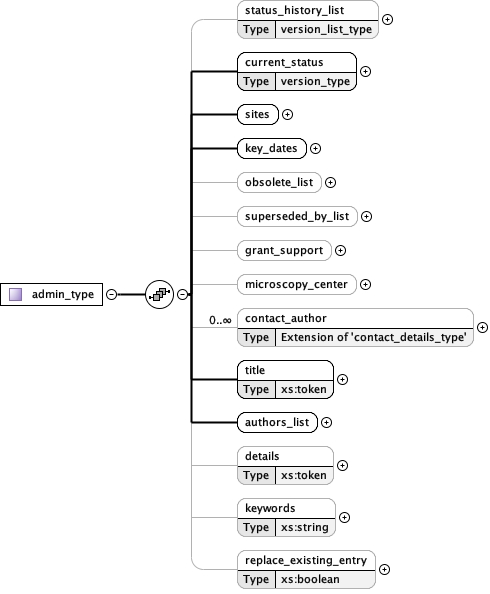 status_history_list
Type version_list_type
current_status
Type version_type
sites
key_dates
obsolete_list
superseded_by_list
grant_support
microscopy_center
admin_type
0..∞
contact_author
Type Extension of 'contact_details_type'
title
Type xs:token
authors_list
details
Type xs:token
keywords
Type xs:string
replace_existing_entry
Type xs:boolean